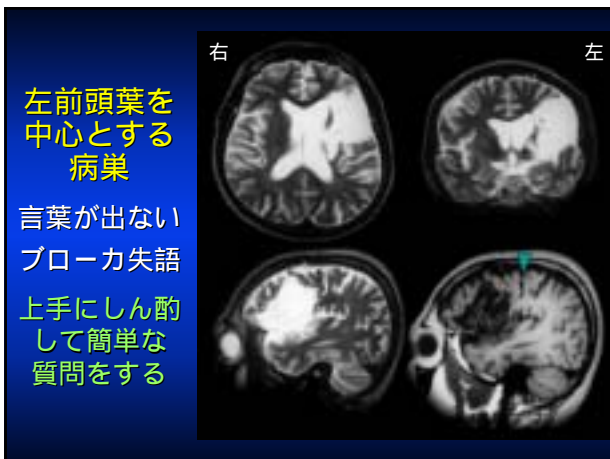 右
左
左前頭葉を
中心とする
病巣
言葉が出ない
ブローカ失語
上手にしん酌
して簡単な
質問をする